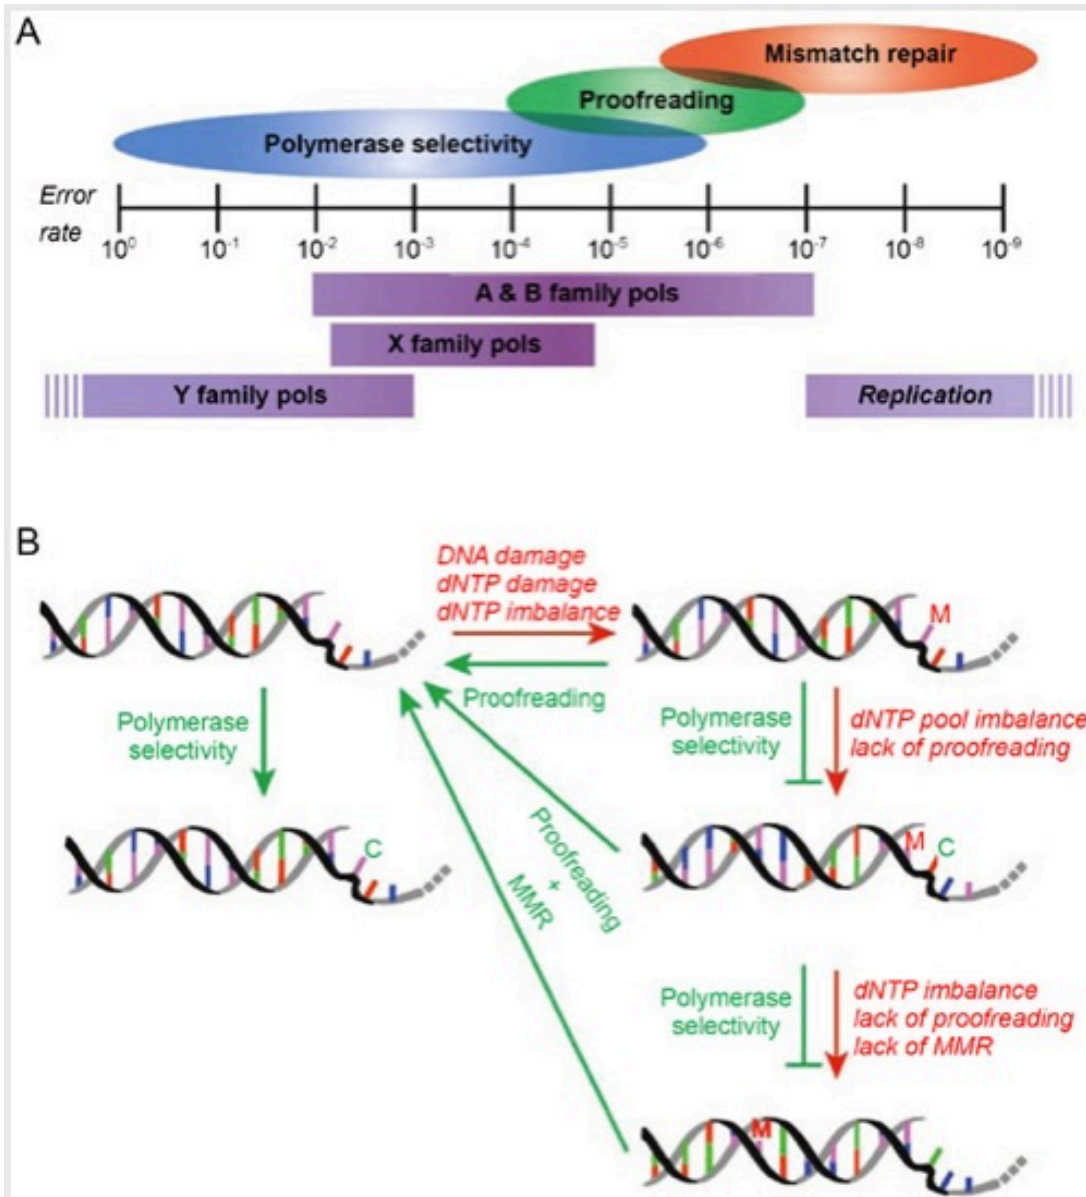 A
Mismatch repair
Proofreading
Polymerase selectivity
Error
rate
10⁰ 10⁻¹ 10⁻² 10⁻³ 10⁻⁴ 10⁻⁵ 10⁻⁶ 10⁻⁷ 10⁻⁸ 10⁻⁹
A & B family pols
X family pols
Y family pols
Replication
B
DNA damage
dNTP damage
dNTP imbalance
M
Proofreading
Polymerase
selectivity
Polymerase
selectivity
dNTP pool imbalance
lack of proofreading
C
Proofreading
+
MMR
M C
Polymerase
selectivity
dNTP imbalance
lack of proofreading
lack of MMR
M